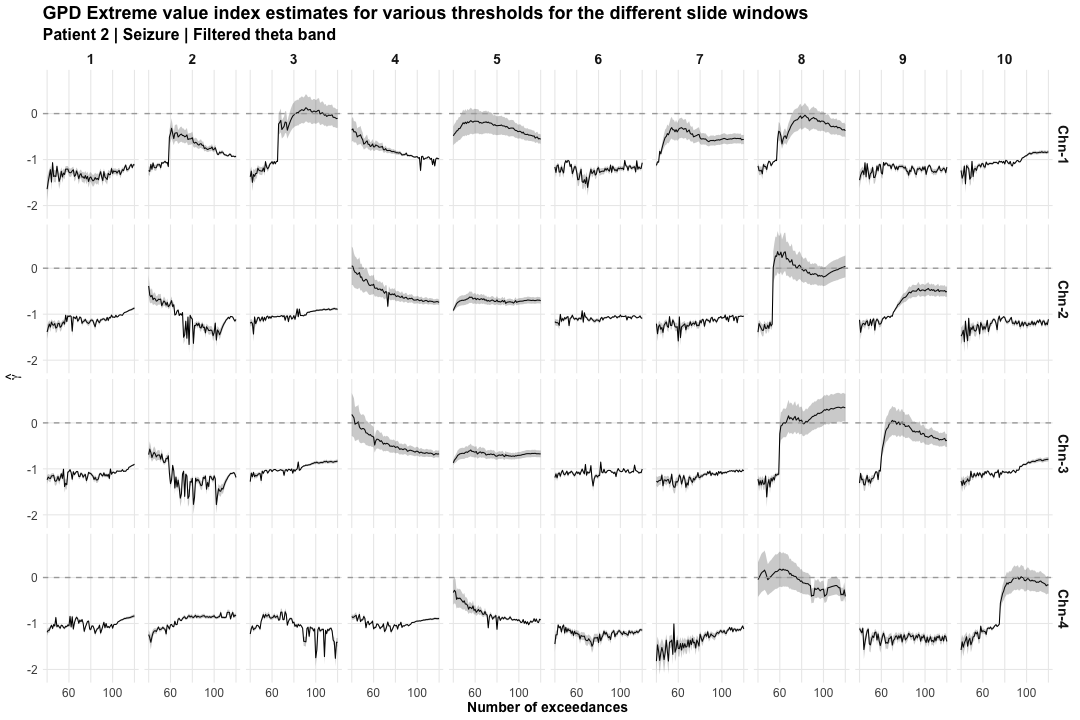 GPD Extreme value index estimates for various thresholds for the different slide windows
Patient 2 | Seizure | Filtered theta band
1 2 3 4 5 6 7 8 9 10
0
-1
-2
Chn-1
0
-1
-2
Chn-2
0
-1
-2
Chn-3
0
-1
-2
Chn-4
60 100 60 100 60 100 60 100 60 100 60 100 60 100 60 100 60 100 60 100
Number of exceedances